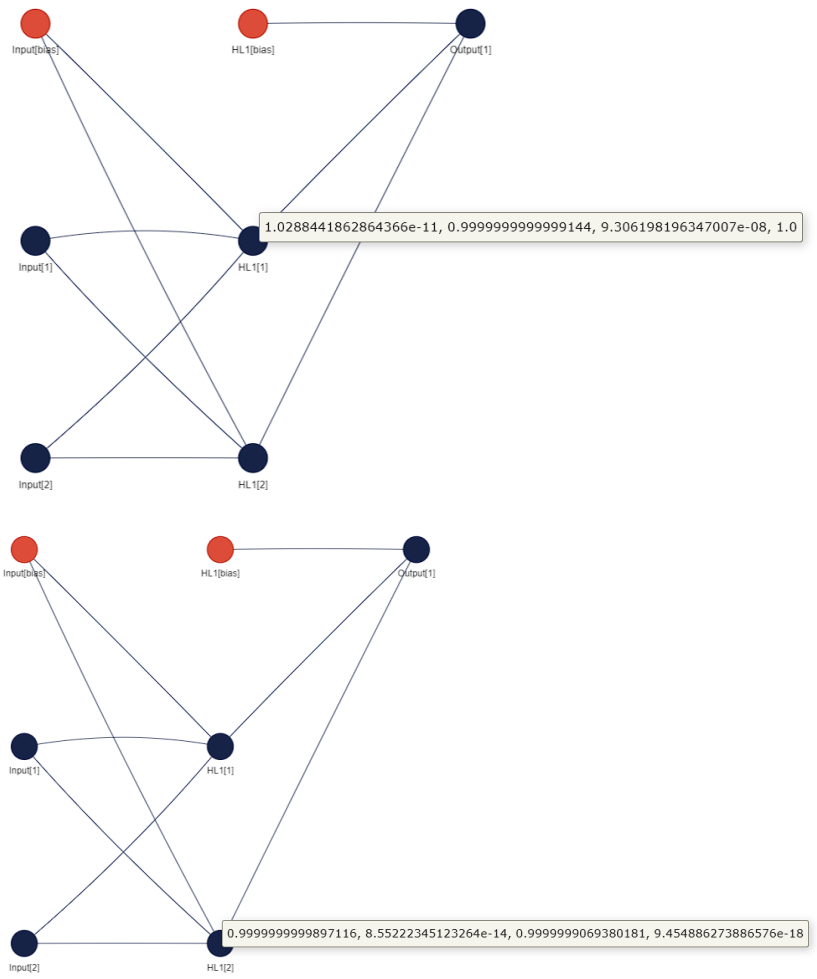 Input[bias]
HL1[bias]
Output[1]
1.0288441862864366e-11, 0.9999999999999144, 9.306198196347007e-08, 1.0
Input[1]
HL1[1]
Input[2]
HL1[2]
Input[bias]
HL1[bias]
Output[1]
Input[1]
HL1[1]
0.9999999999897116, 8.55222345123264e-14, 0.9999999069380181, 9.454886273886576e-18
Input[2]
HL1[2]